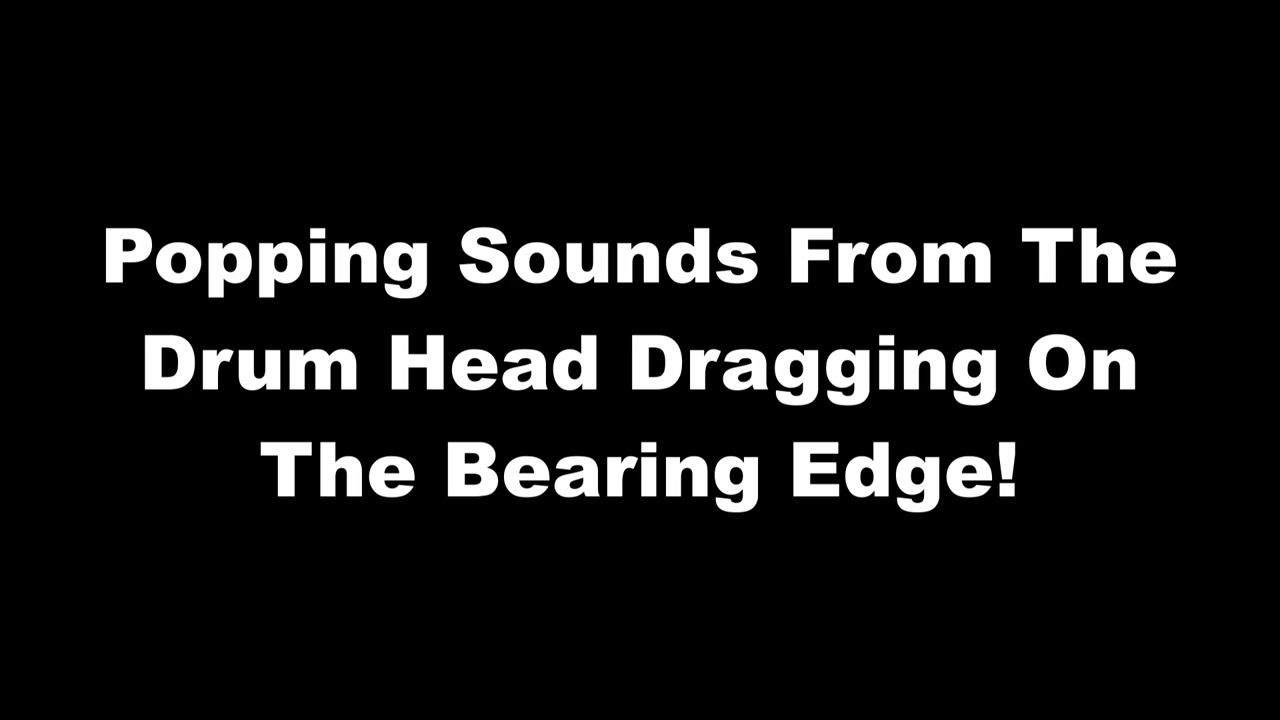 Popping Sounds From The
Drum Head Dragging On
The Bearing Edge!